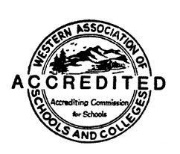 WESTERN ASSOCIATION OF
ACCREDITED
Accrediting Commission
for Schools
SCHOOLS AND COLLEGES